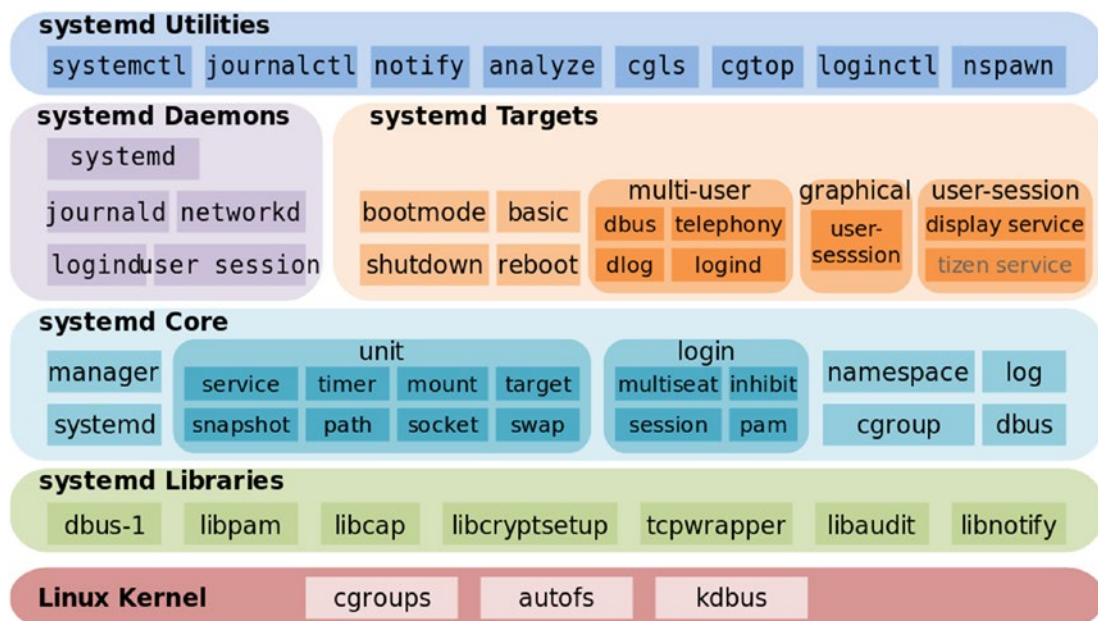 systemd Utilities
systemctl journalctl notify analyze cgls cgtop loginctl nspawn
systemd Daemons
systemd
journald networkd
logind user session
systemd Targets
bootmode basic
shutdown reboot
multi-user
dbus telephony
dlog logind
graphical
user-
sesssion
user-session
display service
tizen service
systemd Core
manager
systemd
unit
service timer mount target
snapshot path socket swap
login
multiseat inhibit
session pam
namespace log
cgroup dbus
systemd Libraries
dbus-1 libpam libcap libcryptsetup tcpwrapper libaudit libnotify
Linux Kernel cgroups autofs kdbus